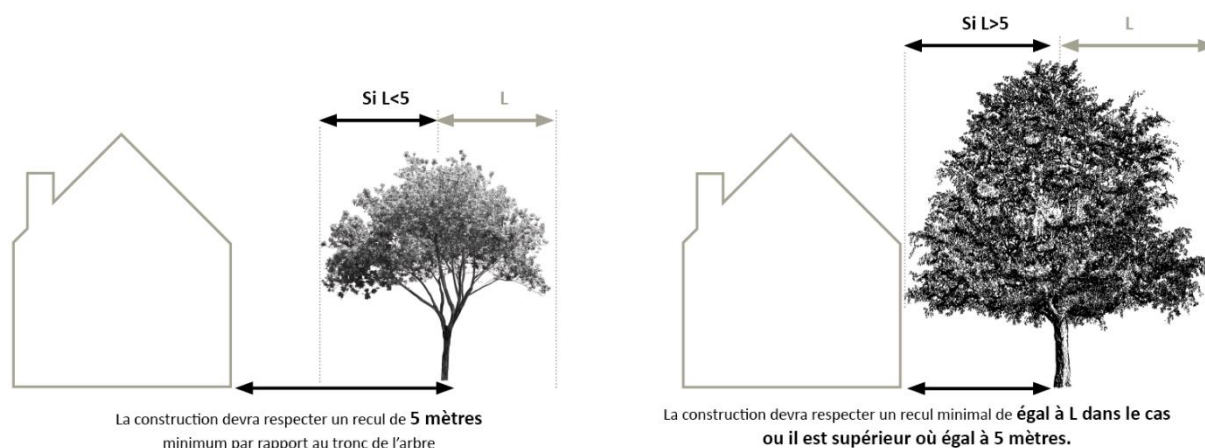 Si L<5
L
La construction devra respecter un recul de 5 mètres
minimum par rapport au tronc de l'arbre
Si L>5
L
La construction devra respecter un recul minimal de égal à L dans le cas
ou il est supérieur où égal à 5 mètres.